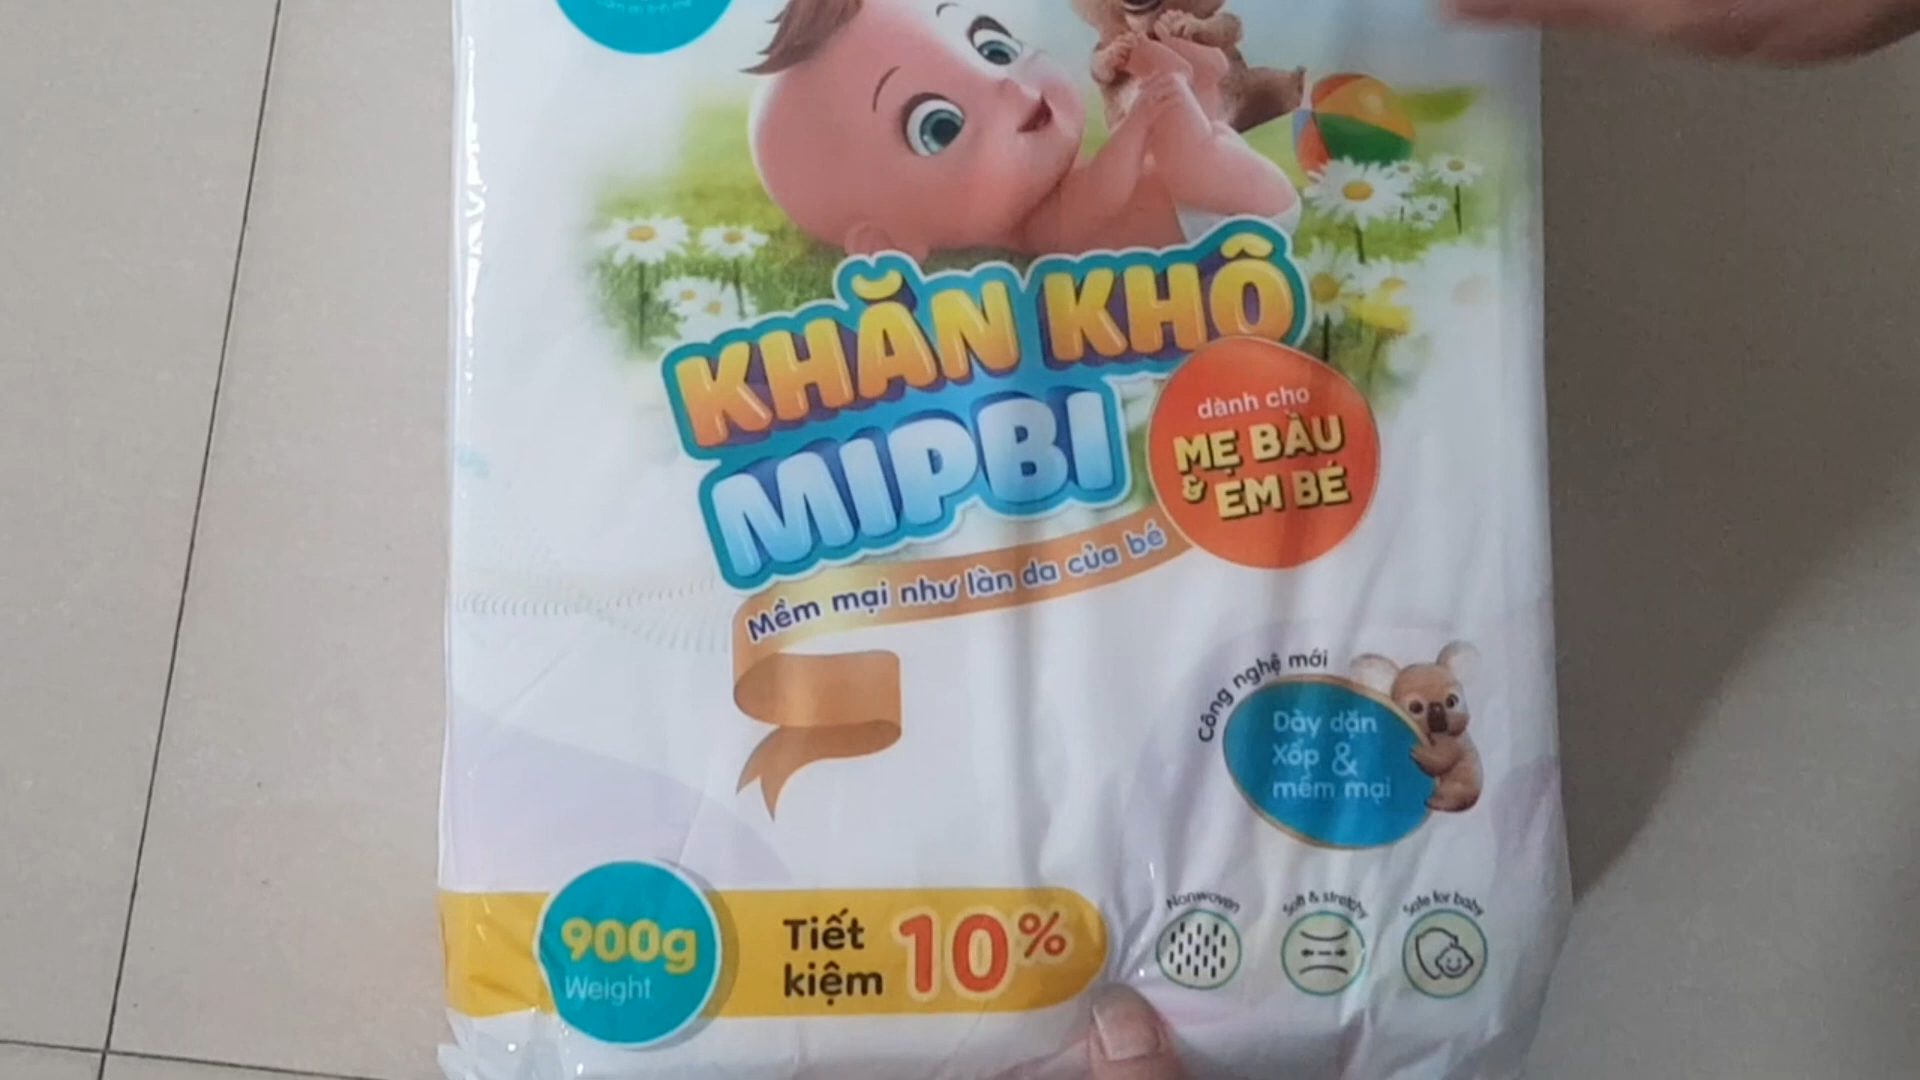 KHĂN KHÔ
MIPBI
dành cho
MẸ BẦU
& EM BÉ
Mềm mại như làn da của bé
Công nghệ mới
Dày dặn
Xốp &
mềm mại
900g
Weight
Tiết
kiệm
10%
Nonwoven
Soft & stretchy
Safe for baby